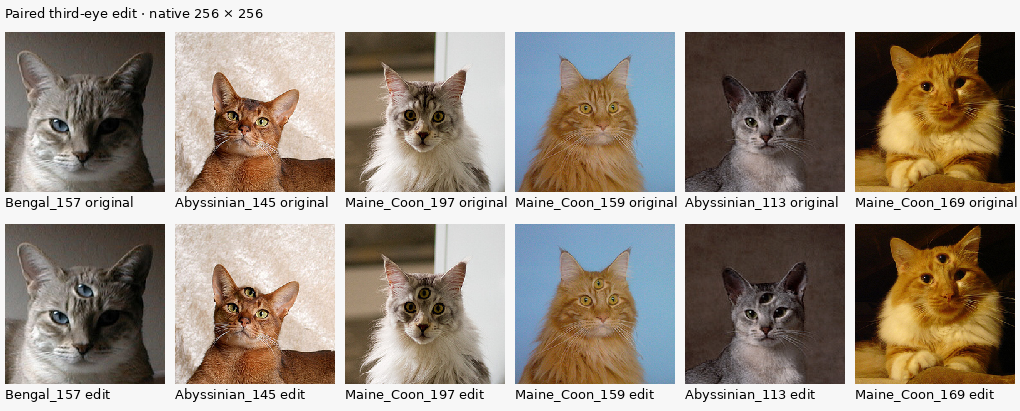 Paired third-eye edit · native 256 × 256
Bengal_157 original
Abyssinian_145 original
Maine_Coon_197 original
Maine_Coon_159 original
Abyssinian_113 original
Maine_Coon_169 original
Bengal_157 edit
Abyssinian_145 edit
Maine_Coon_197 edit
Maine_Coon_159 edit
Abyssinian_113 edit
Maine_Coon_169 edit